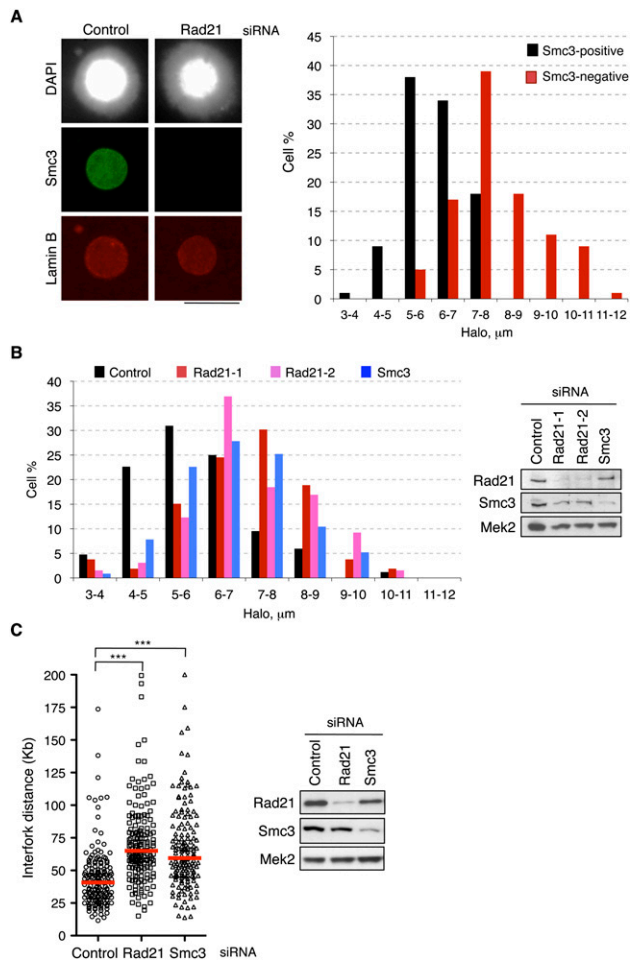 A
Control Rad21 siRNA
DAPI
Smc3
Lamin B
Smc3-positive
Smc3-negative
Cell %
45
40
35
30
25
20
15
10
5
0
3-4 4-5 5-6 6-7 7-8 8-9 9-10 10-11 11-12
Halo, μm
B
Control Rad21-1 Rad21-2 Smc3
Cell %
40
35
30
25
20
15
10
5
0
3-4 4-5 5-6 6-7 7-8 8-9 9-10 10-11 11-12
Halo, μm
siRNA
Control Rad21-1 Rad21-2 Smc3
Rad21
Smc3
Mek2
C
***
***
Interfork distance (Kb)
200
175
150
125
100
75
50
25
0
Control Rad21 Smc3 siRNA
siRNA
Control Rad21 Smc3
Rad21
Smc3
Mek2